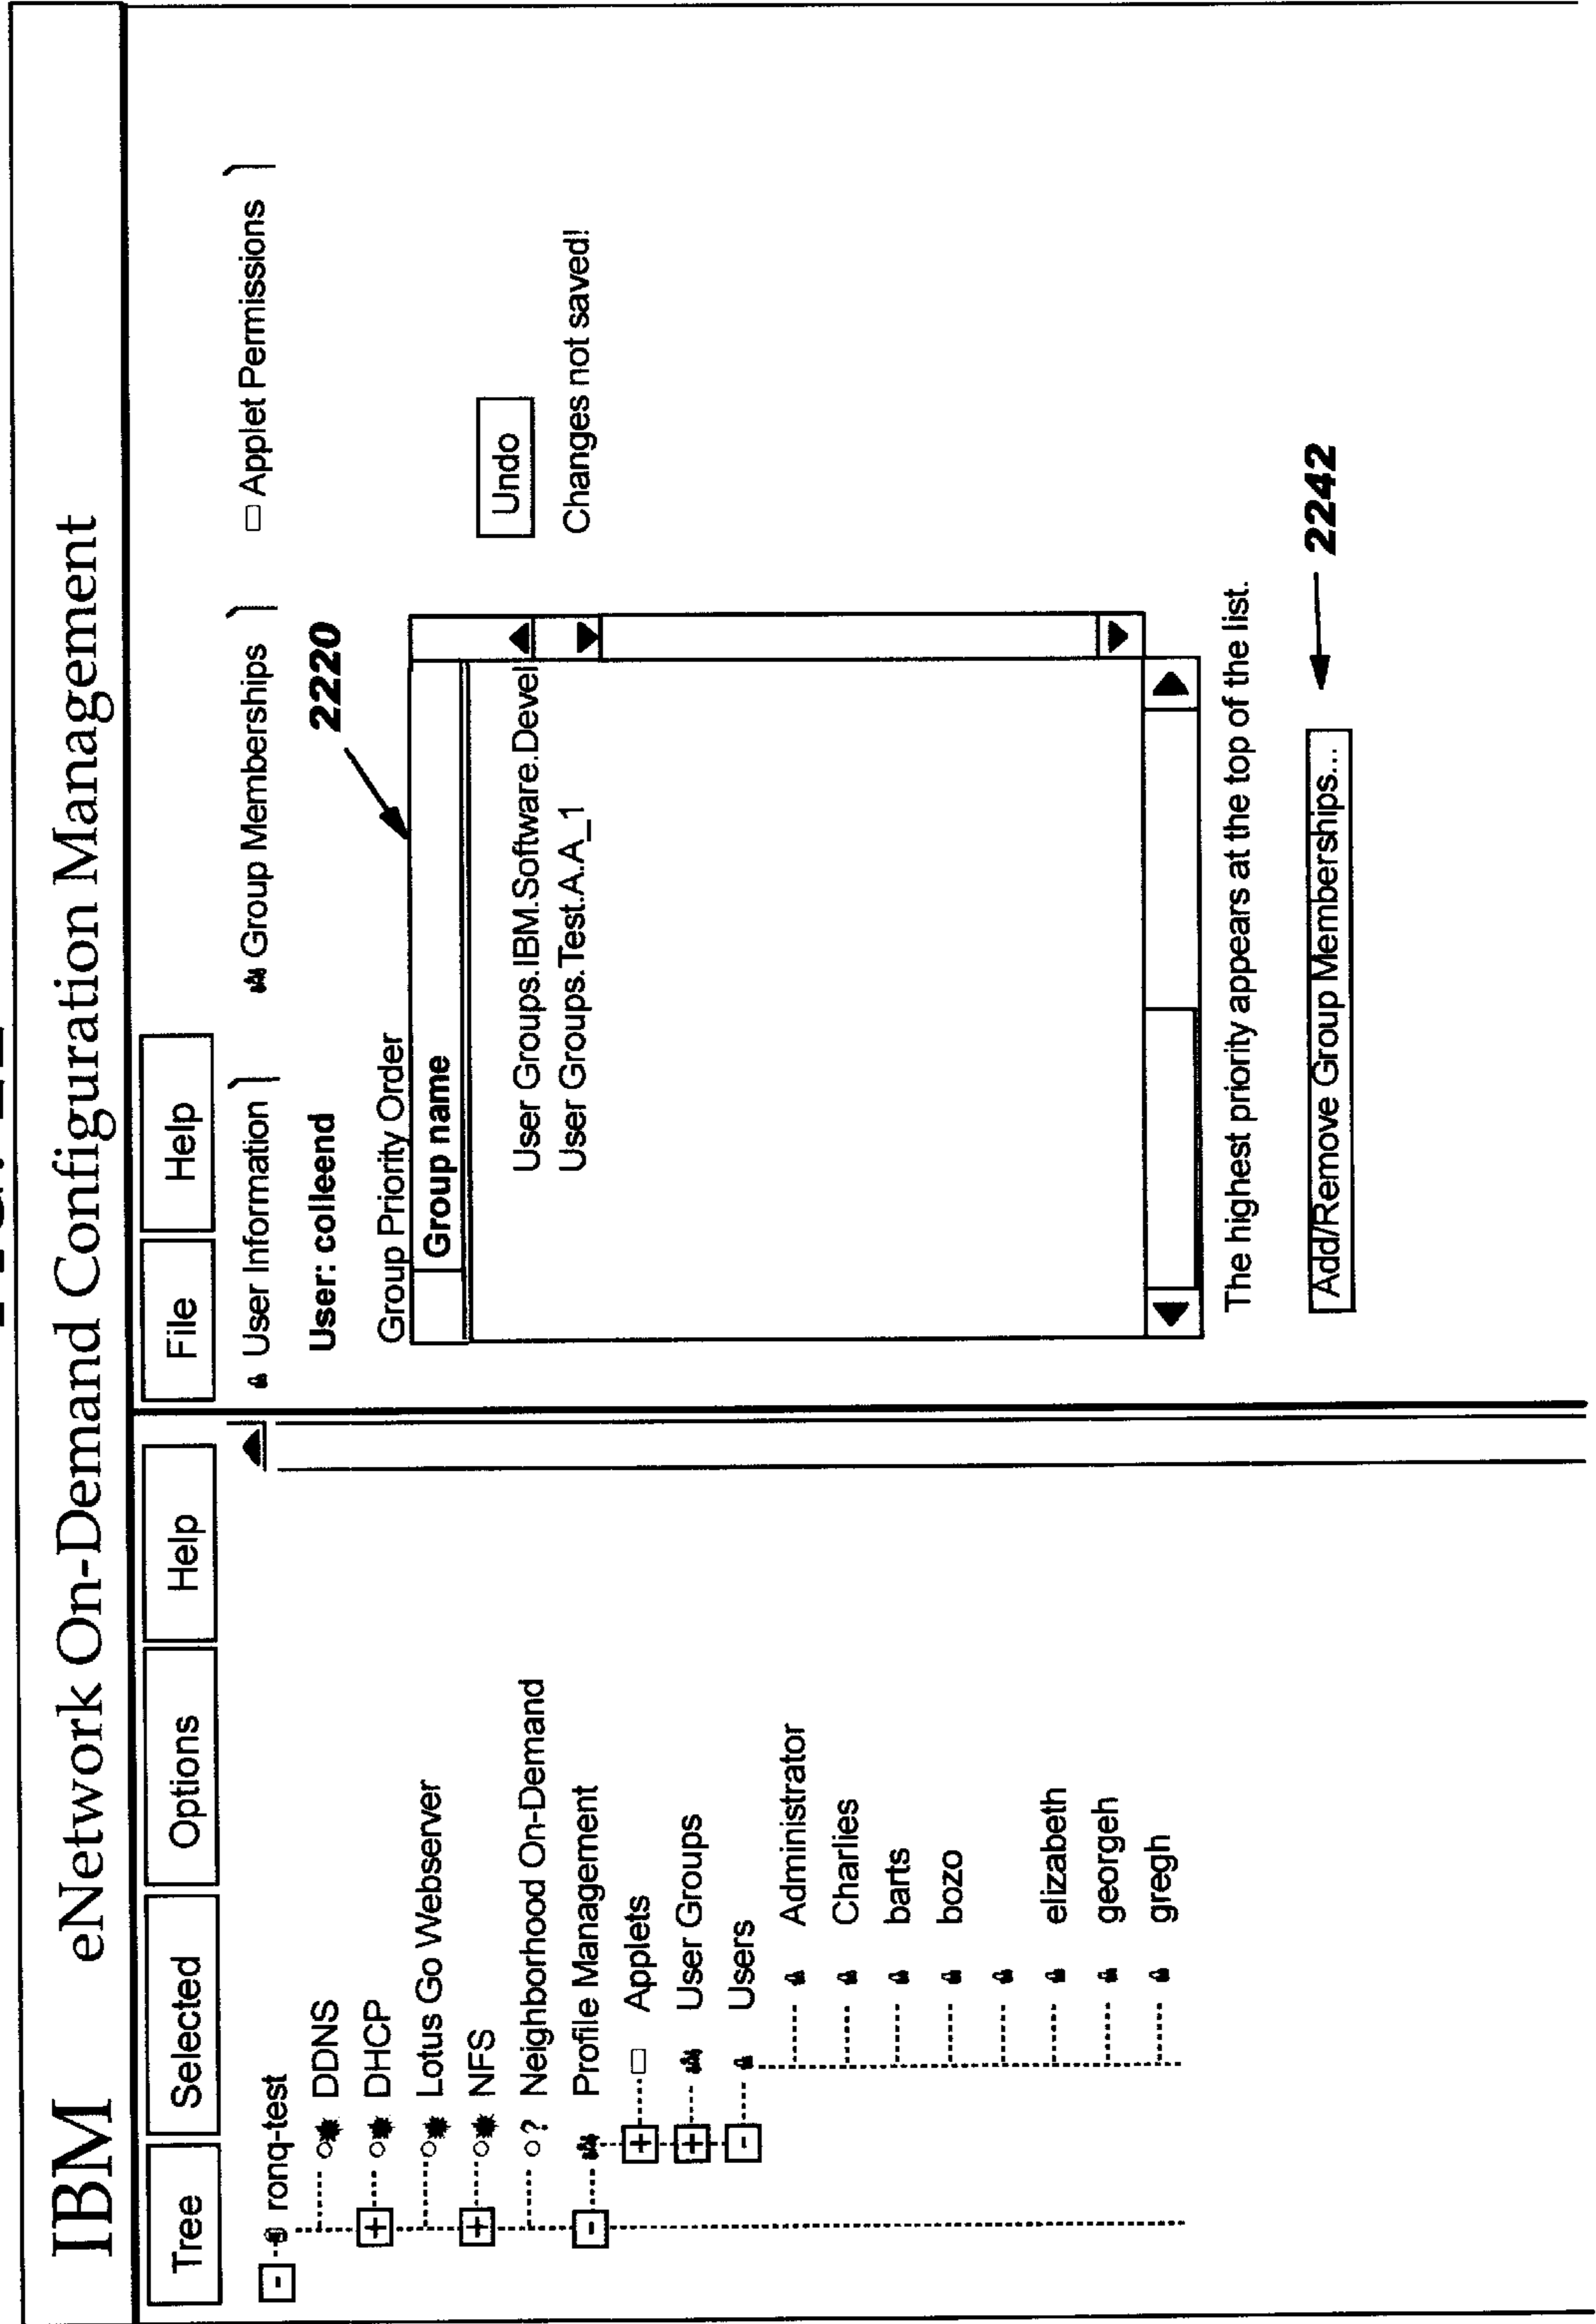 IBM eNetwork On-Demand Configuration Management
Tree Selected Options Help
ronq-test
DDNS
DHCP
Lotus Go Webserver
NFS
? Neighborhood On-Demand
Profile Management
Applets
User Groups
Users
Administrator
Charlies
barts
bozo
elizabeth
georgeh
gregh
File Help
User Information Group Memberships Applet Permissions
User: colleend
2220
Group Priority Order
Group name
User Groups.IBM.Software.Devel
User Groups.Test.A.A_1
Undo
Changes not saved!
The highest priority appears at the top of the list.
Add/Remove Group Memberships...
2242